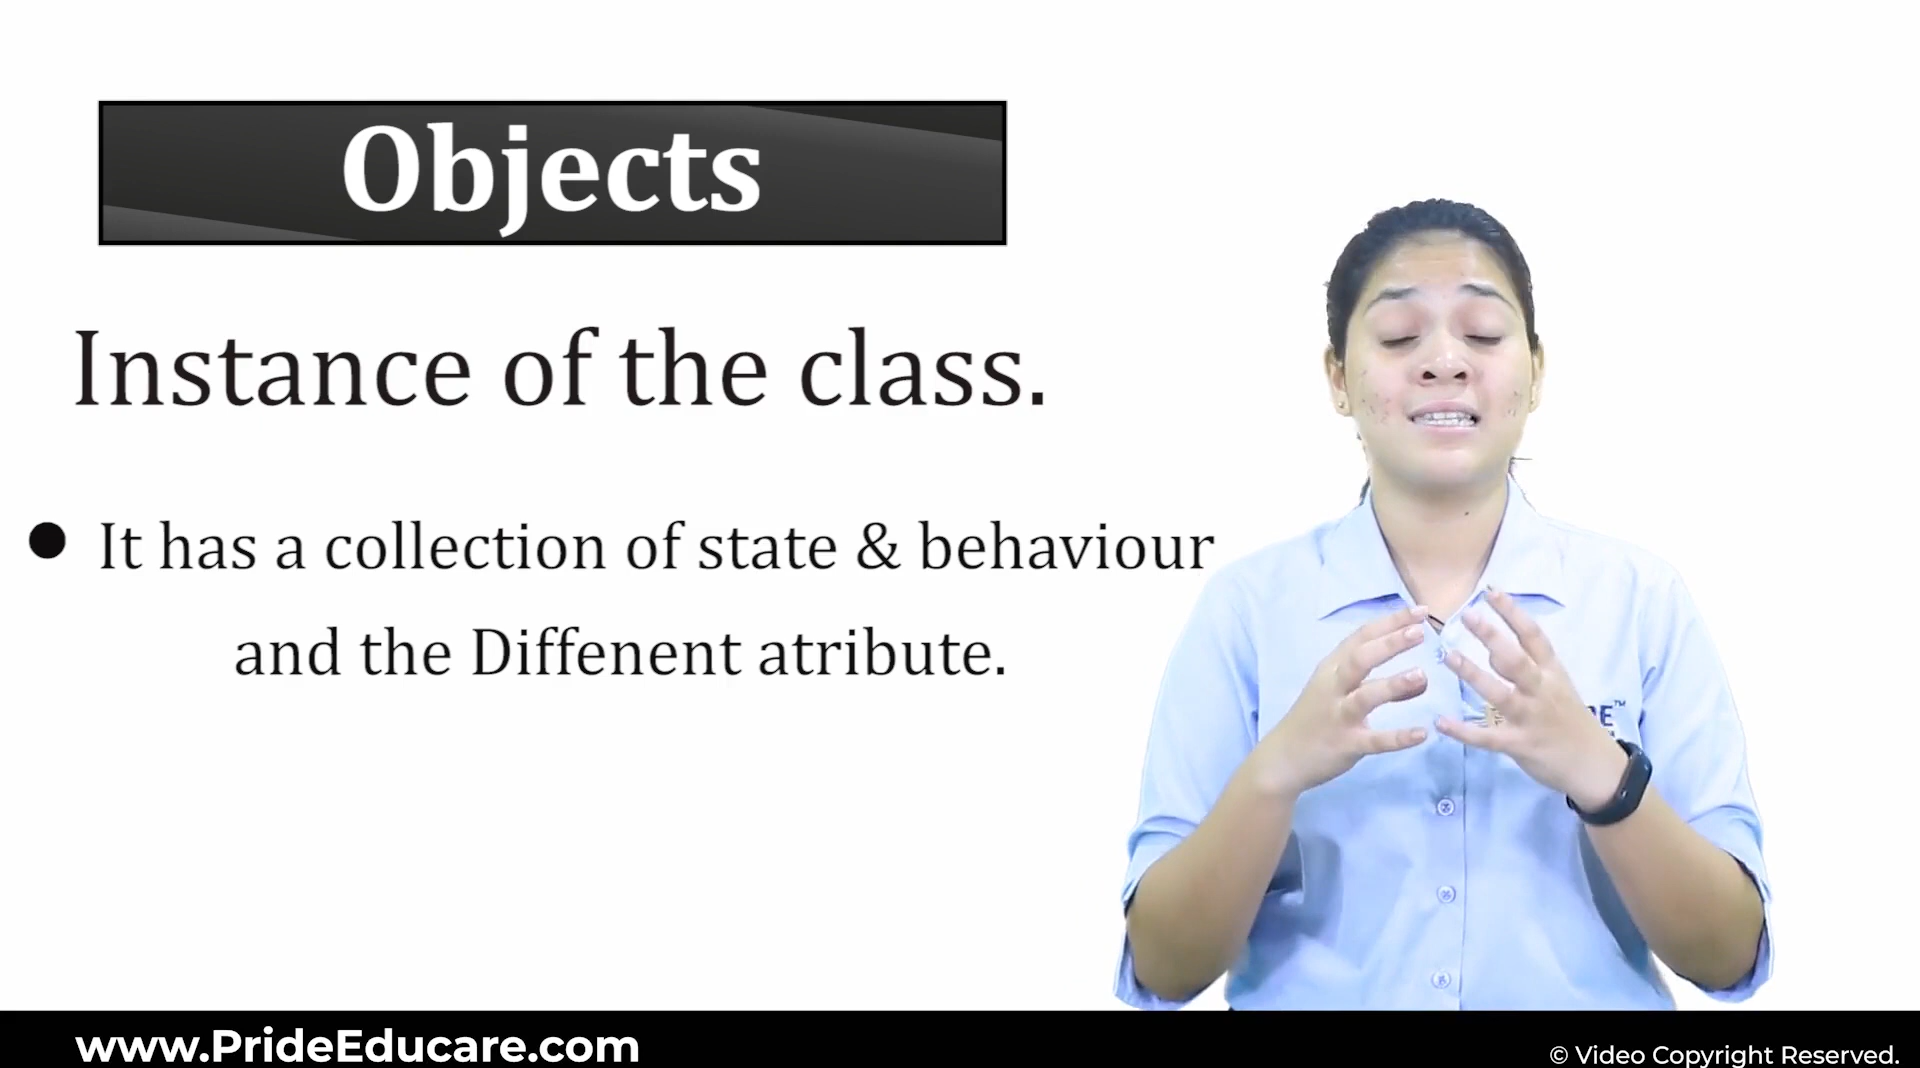 Objects
Instance of the class.
● It has a collection of state & behaviour
and the Diffenent atribute.
www.PrideEducare.com
© Video Copyright Reserved.